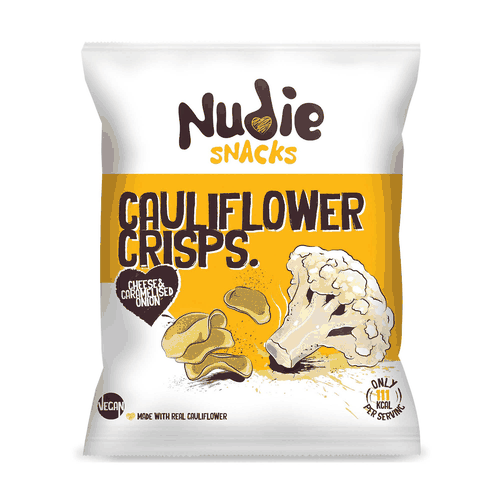 Nudie
SNACKS
CAULIFLOWER
CRISPS.
CHEESE &
CARAMELISED
ONION
ONLY
111
KCAL
PER SERVING
VEGAN
MADE WITH REAL CAULIFLOWER